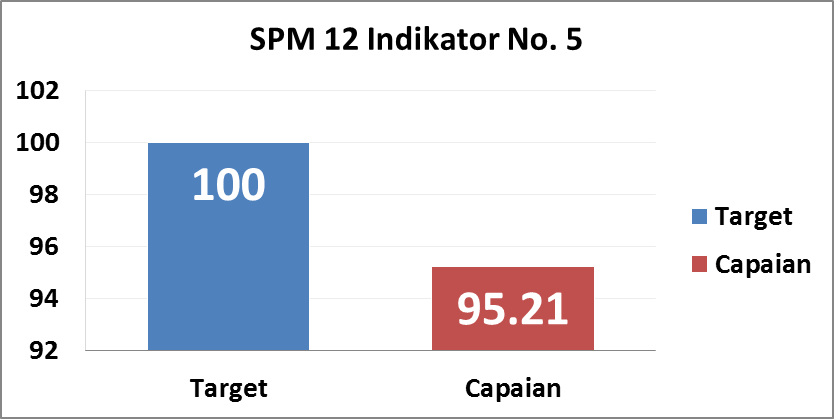 SPM 12 Indikator No. 5
102
100
98
96
94
92
100
95.21
Target
Capaian
Target
Capaian